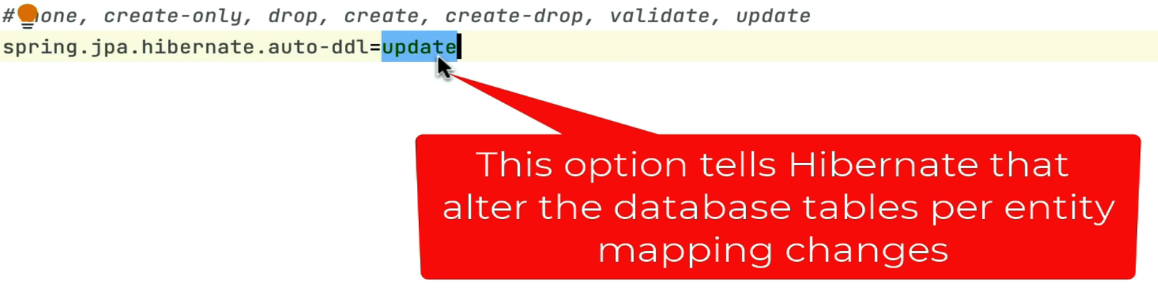 # one, create-only, drop, create, create-drop, validate, update
spring.jpa.hibernate.auto-ddl=update
This option tells Hibernate that
alter the database tables per entity
mapping changes